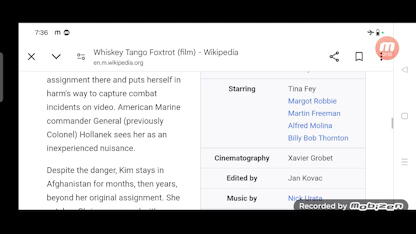 7:36 m
Whiskey Tango Foxtrot (film) - Wikipedia
en.m.wikipedia.org
m
assignment there and puts herself in
harm's way to capture combat
incidents on video. American Marine
commander General (previously
Colonel) Hollanek sees her as an
inexperienced nuisance.
Despite the danger, Kim stays in
Afghanistan for months, then years,
beyond her original assignment. She
Starring Tina Fey
Margot Robbie
Martin Freeman
Alfred Molina
Billy Bob Thornton
Cinematography Xavier Grobet
Edited by Jan Kovac
Music by Nick Urata
Recorded by Mobizen